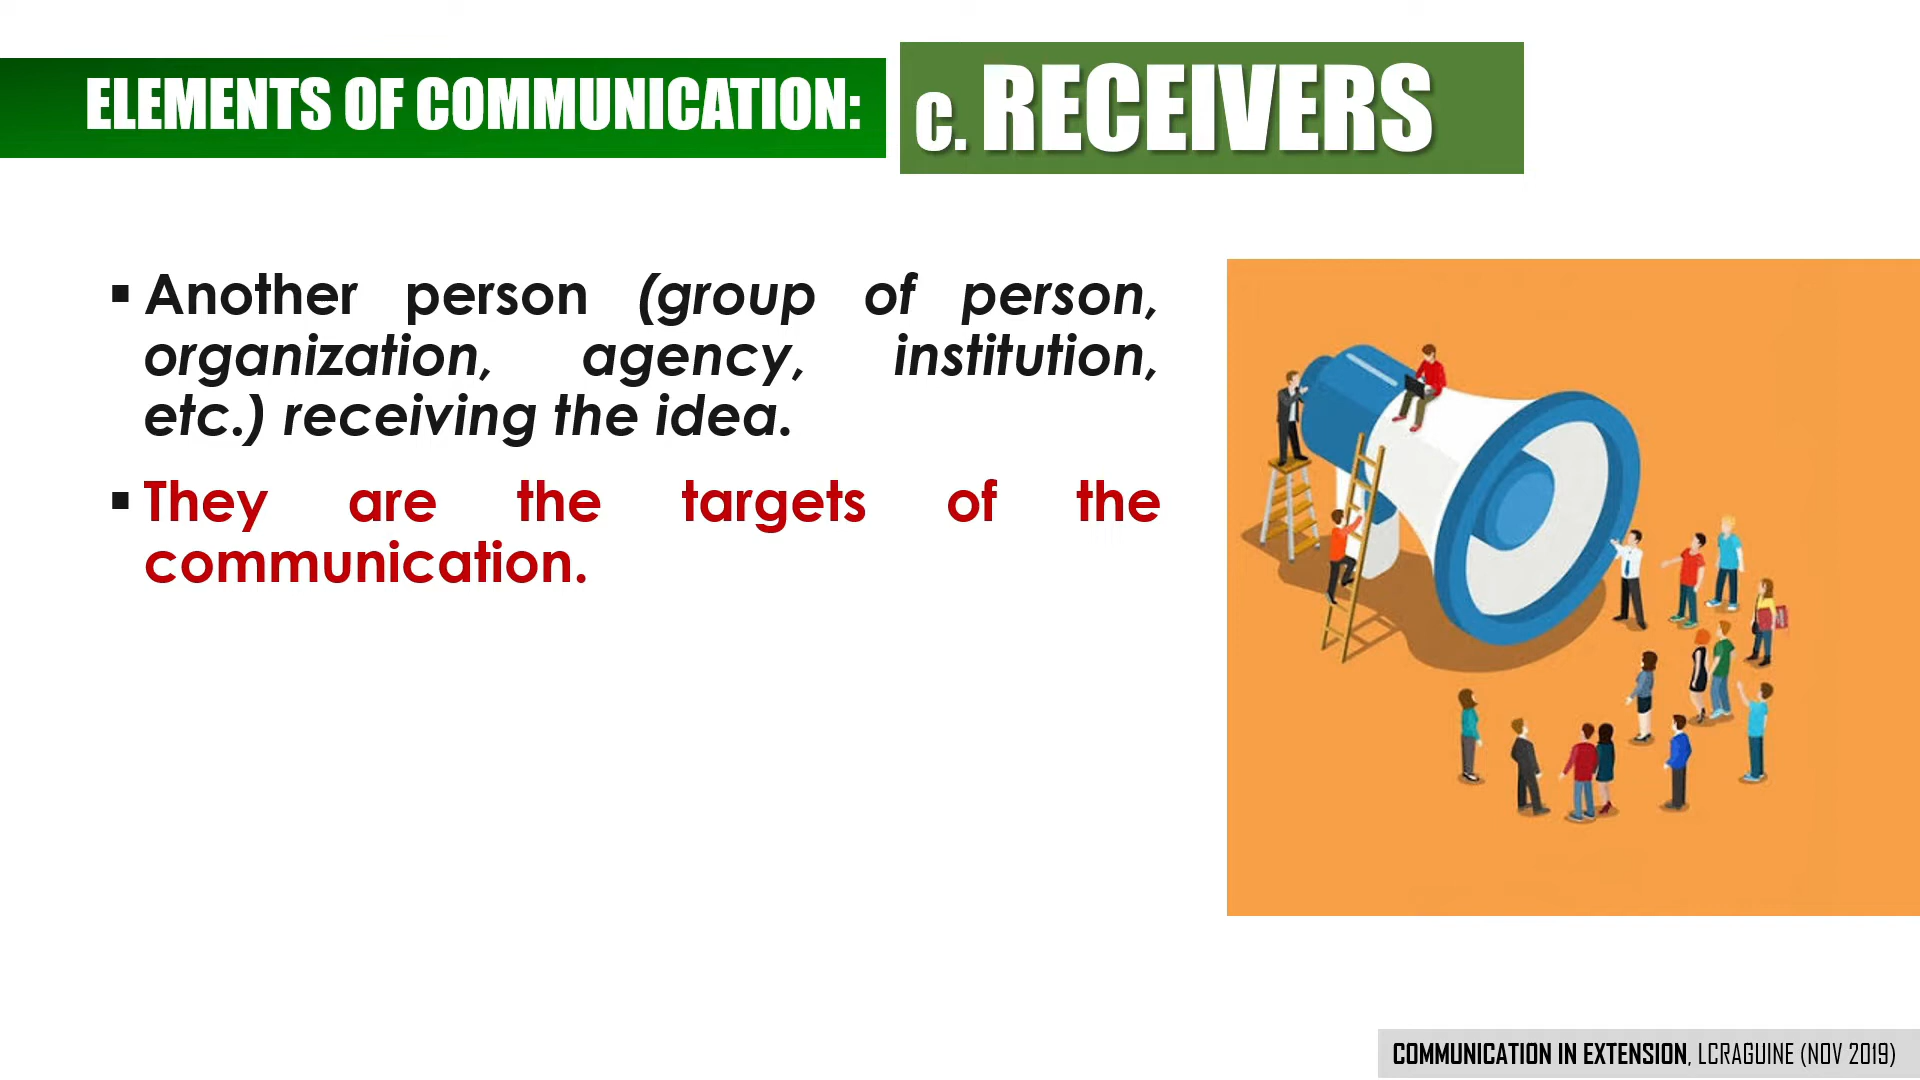 ELEMENTS OF COMMUNICATION:
c. RECEIVERS
▪ Another person (group of person,
organization, agency, institution,
etc.) receiving the idea.
▪ They are the targets of the
communication.
COMMUNICATION IN EXTENSION, LCRAGUINE (NOV 2019)